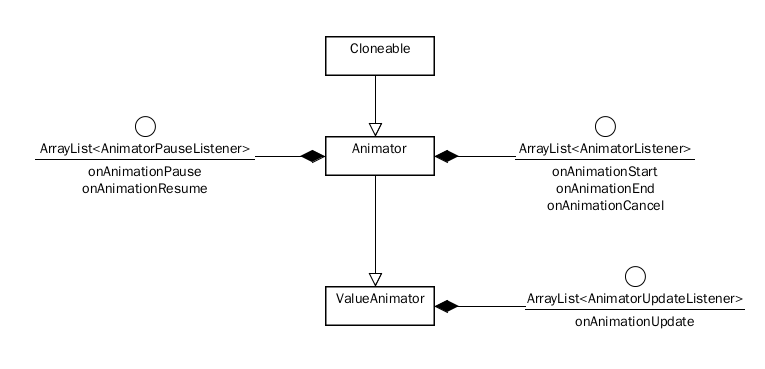 Cloneable
ArrayList<AnimatorPauseListener>
onAnimationPause
onAnimationResume
Animator
ArrayList<AnimatorListener>
onAnimationStart
onAnimationEnd
onAnimationCancel
ValueAnimator
ArrayList<AnimatorUpdateListener>
onAnimationUpdate